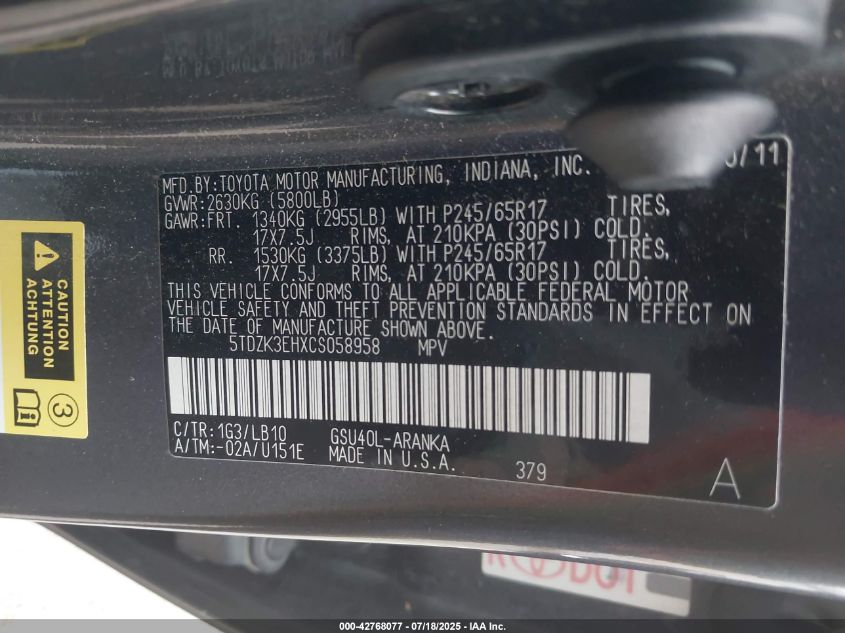 MFD.BY:TOYOTA MOTOR MANUFACTURING, INDIANA, INC. /11
GVWR:2630KG (5800LB)
GAWR:FRT. 1340KG (2955LB) WITH P245/65R17 TIRES,
17X7.5J RIMS, AT 210KPA (30PSI) COLD.
RR. 1530KG (3375LB) WITH P245/65R17 TIRES,
17X7.5J RIMS, AT 210KPA (30PSI) COLD.
THIS VEHICLE CONFORMS TO ALL APPLICABLE FEDERAL MOTOR
VEHICLE SAFETY AND THEFT PREVENTION STANDARDS IN EFFECT ON
THE DATE OF MANUFACTURE SHOWN ABOVE.
5TDZK3EHXCS058958 MPV
C/TR:1G3/LB10 GSU40L-ARANKA
A/TM:-02A/U151E MADE IN U.S.A.
379 A
CAUTION
ATTENTION
ACHTUNG
3
DOT
000-42768077 - 07/18/2025 - IAA Inc.